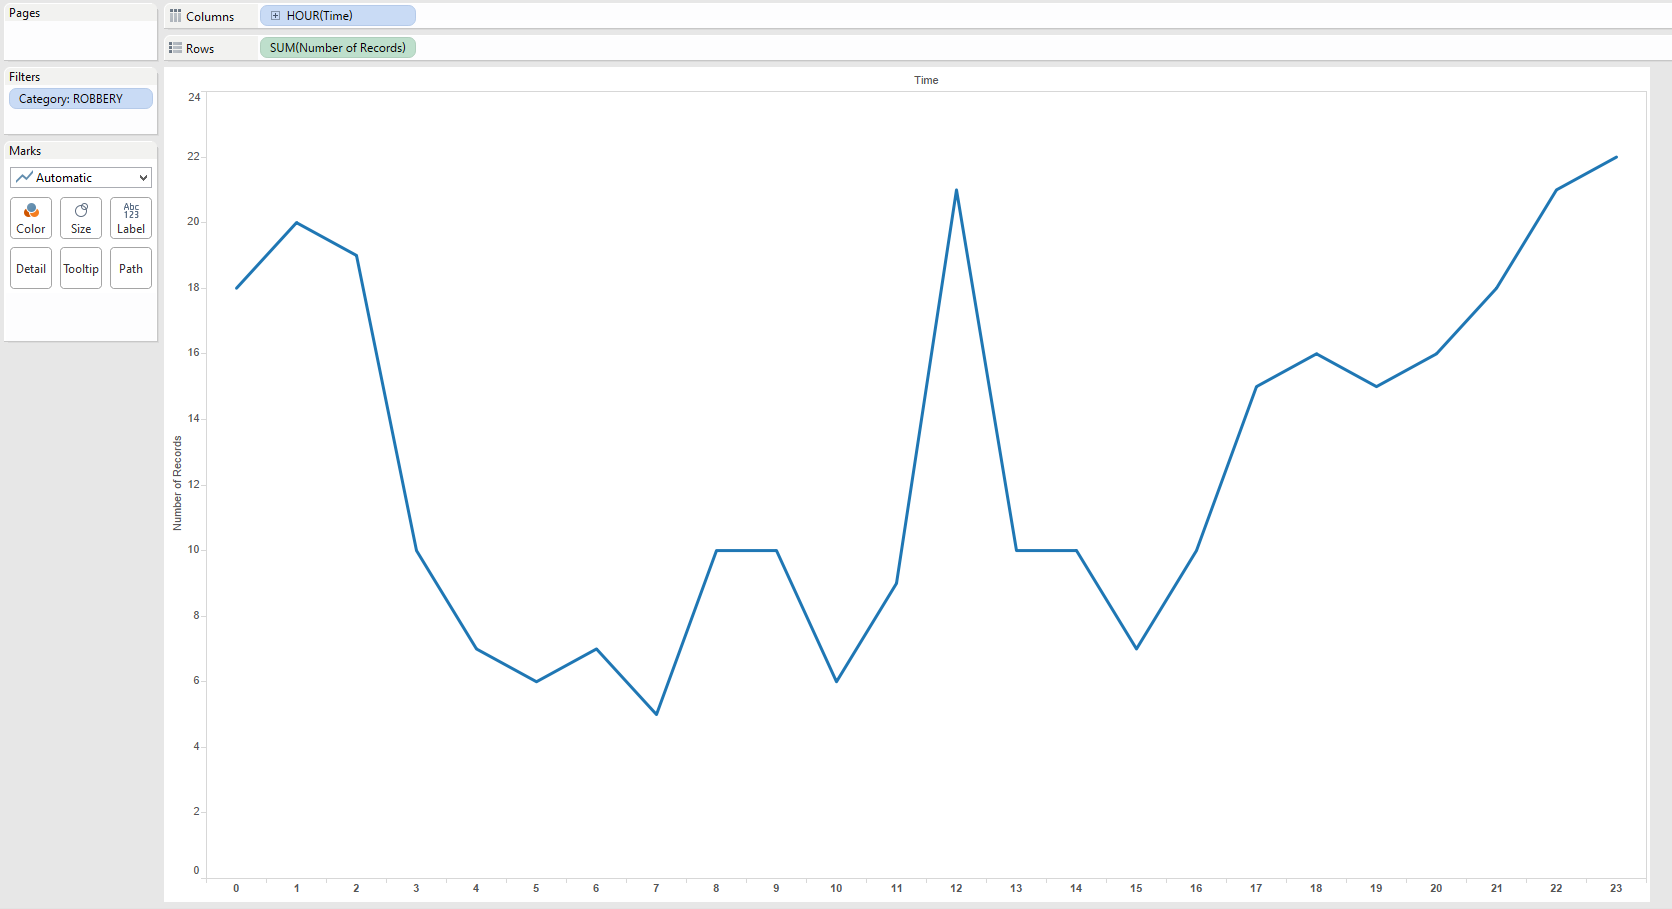 Pages
Filters
Category: ROBBERY
Marks
Automatic
Color
Size
Abc
123
Label
Detail
Tooltip
Path
Columns
HOUR(Time)
Rows
SUM(Number of Records)
Time
Number of Records
24
22
20
18
16
14
12
10
8
6
4
2
0
0 1 2 3 4 5 6 7 8 9 10 11 12 13 14 15 16 17 18 19 20 21 22 23